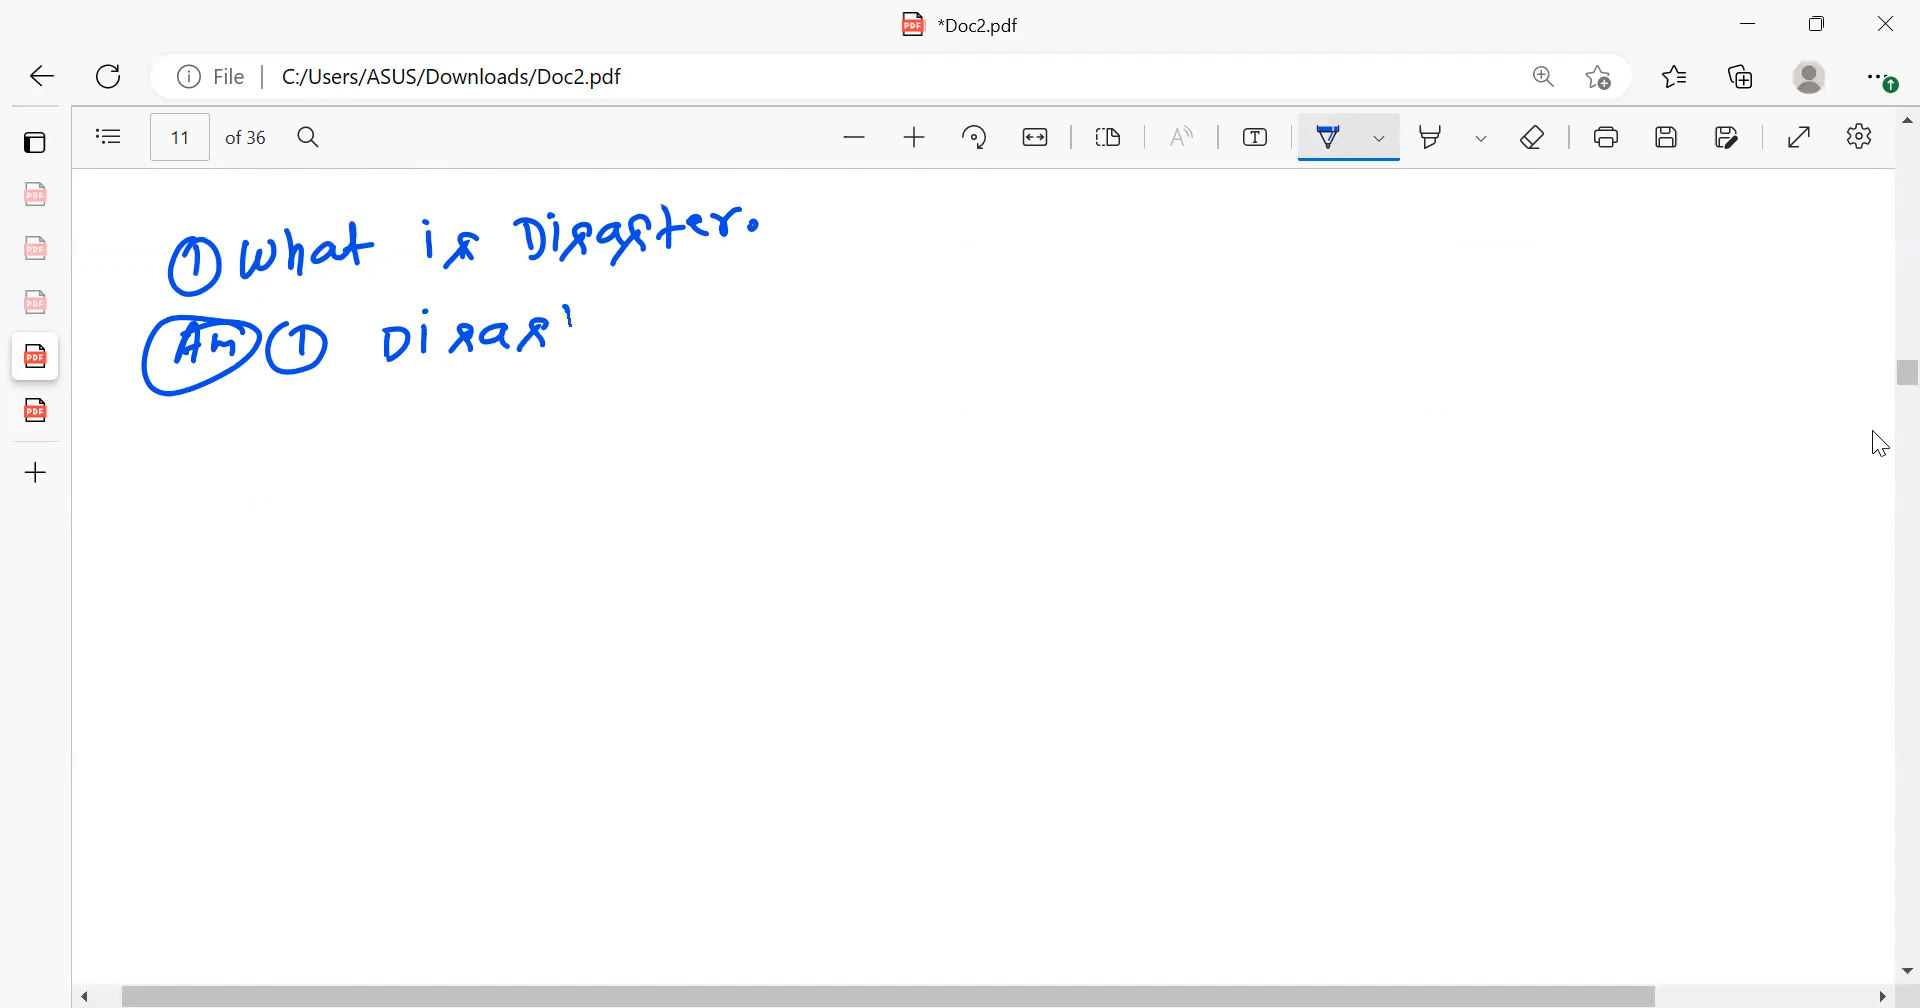 *Doc2.pdf
File | C:/Users/ASUS/Downloads/Doc2.pdf
11 of 36
① What is Disaster.
Ans ① Disas